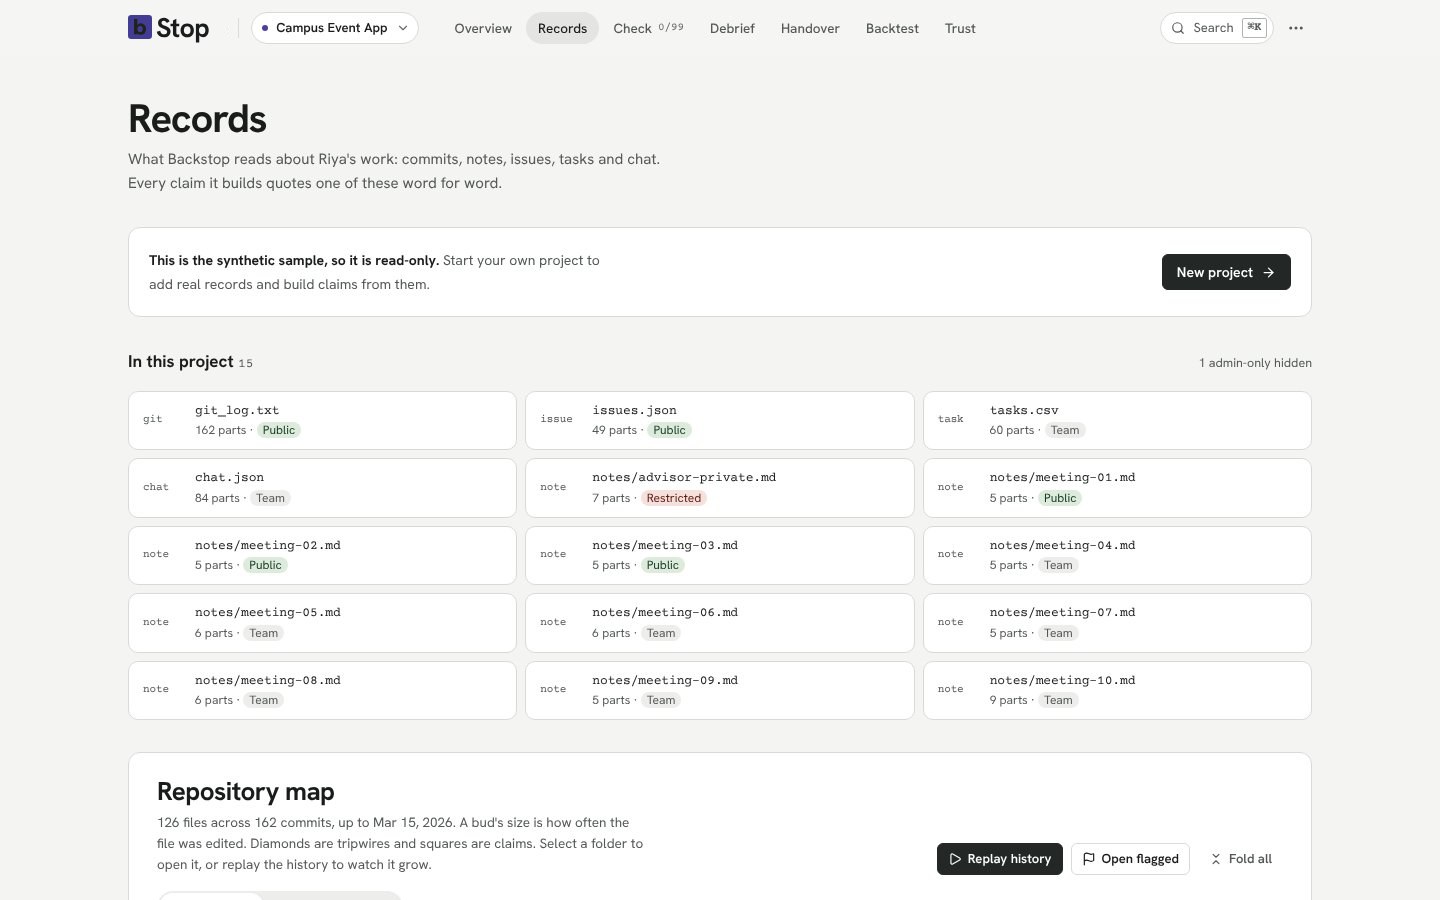 b Stop
Campus Event App
Overview
Records
Check 0/99
Debrief
Handover
Backtest
Trust
Search ⌘K
Records
What Backstop reads about Riya's work: commits, notes, issues, tasks and chat.
Every claim it builds quotes one of these word for word.
This is the synthetic sample, so it is read-only. Start your own project to
add real records and build claims from them.
New project
In this project 15
1 admin-only hidden
git
git_log.txt
162 parts · Public
issue
issues.json
49 parts · Public
task
tasks.csv
60 parts · Team
chat
chat.json
84 parts · Team
note
notes/advisor-private.md
7 parts · Restricted
note
notes/meeting-01.md
5 parts · Public
note
notes/meeting-02.md
5 parts · Public
note
notes/meeting-03.md
5 parts · Public
note
notes/meeting-04.md
5 parts · Team
note
notes/meeting-05.md
6 parts · Team
note
notes/meeting-06.md
6 parts · Team
note
notes/meeting-07.md
5 parts · Team
note
notes/meeting-08.md
6 parts · Team
note
notes/meeting-09.md
5 parts · Team
note
notes/meeting-10.md
9 parts · Team
Repository map
126 files across 162 commits, up to Mar 15, 2026. A bud's size is how often the
file was edited. Diamonds are tripwires and squares are claims. Select a folder to
open it, or replay the history to watch it grow.
Replay history
Open flagged
Fold all